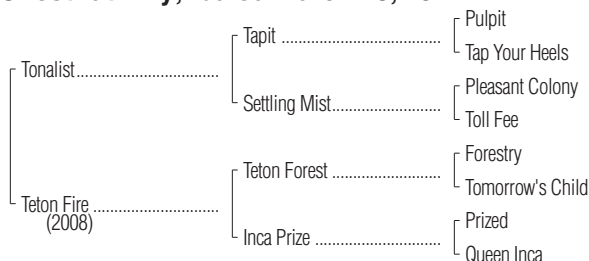 Pulpit
Tapit ..............................
Tap Your Heels
Tonalist...........................................
Pleasant Colony
Settling Mist...........................
Toll Fee
Forestry
Teton Forest ...........................
Tomorrow's Child
Teton Fire ......................................
(2008)
Prized
Inca Prize ...............................
Queen Inca